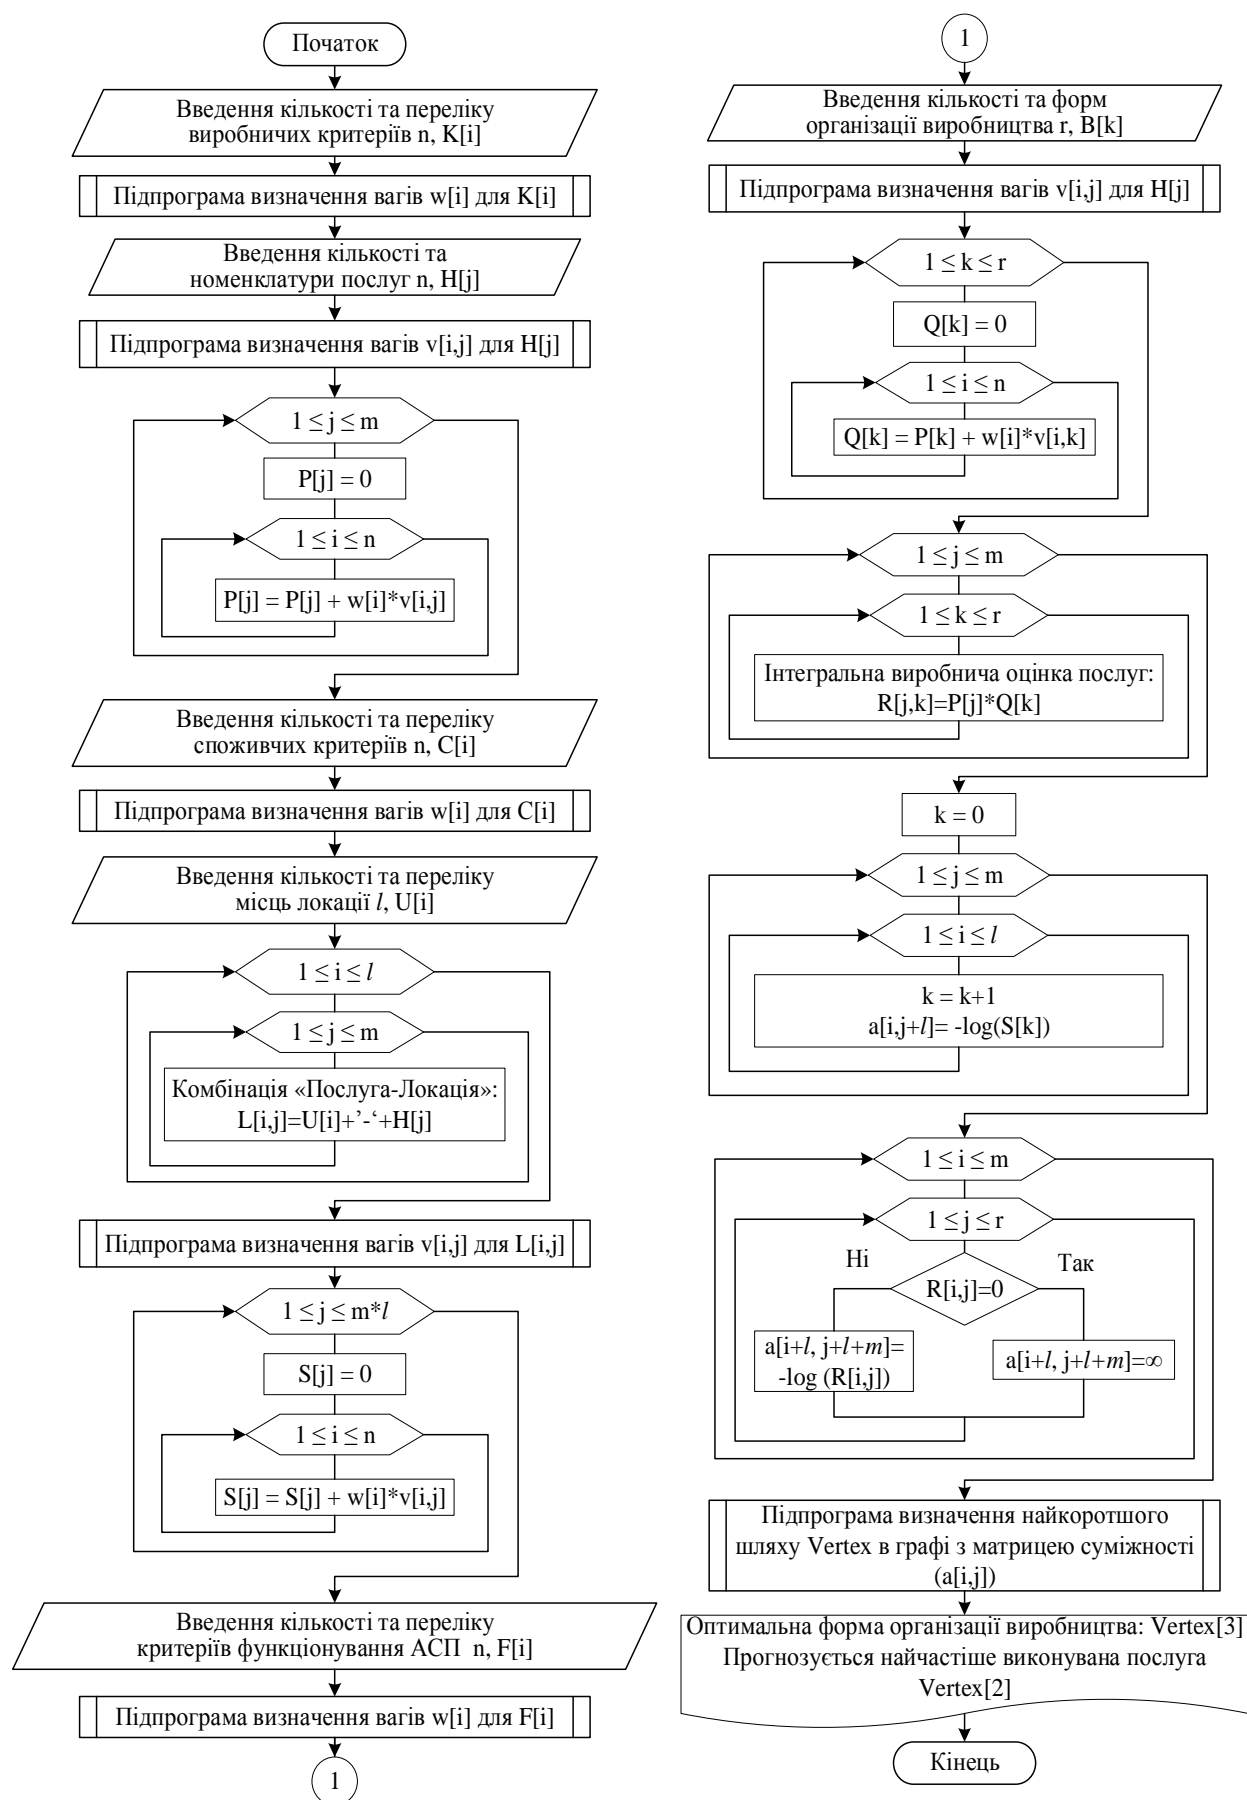 Початок
Введення кількості та переліку
виробничих критеріїв n, K[i]
Підпрограма визначення вагів w[i] для K[i]
Введення кількості та
номенклатури послуг n, H[j]
Підпрограма визначення вагів v[i,j] для H[j]
1 ≤ j ≤ m
P[j] = 0
1 ≤ i ≤ n
P[j] = P[j] + w[i]*v[i,j]
Введення кількості та переліку
споживчих критеріїв n, C[i]
Підпрограма визначення вагів w[i] для C[i]
Введення кількості та переліку
місць локації l, U[i]
1 ≤ i ≤ l
1 ≤ j ≤ m
Комбінація «Послуга-Локація»:
L[i,j]=U[i]+’-‘+H[j]
Підпрограма визначення вагів v[i,j] для L[i,j]
1 ≤ j ≤ m*l
S[j] = 0
1 ≤ i ≤ n
S[j] = S[j] + w[i]*v[i,j]
Введення кількості та переліку
критеріїв функціонування АСП n, F[i]
Підпрограма визначення вагів w[i] для F[i]
1
1
Введення кількості та форм
організації виробництва r, B[k]
Підпрограма визначення вагів v[i,j] для H[j]
1 ≤ k ≤ r
Q[k] = 0
1 ≤ i ≤ n
Q[k] = P[k] + w[i]*v[i,k]
1 ≤ j ≤ m
1 ≤ k ≤ r
Інтегральна виробнича оцінка послуг:
R[j,k]=P[j]*Q[k]
k = 0
1 ≤ j ≤ m
1 ≤ i ≤ l
k = k+1
a[i,j+l]= -log(S[k])
1 ≤ i ≤ m
1 ≤ j ≤ r
Ні
Так
R[i,j]=0
a[i+l, j+l+m]=
-log (R[i,j])
a[i+l, j+l+m]=∞
Підпрограма визначення найкоротшого
шляху Vertex в графі з матрицею суміжності
(a[i,j])
Оптимальна форма організації виробництва: Vertex[3]
Прогнозується найчастіше виконувана послуга
Vertex[2]
Кінець